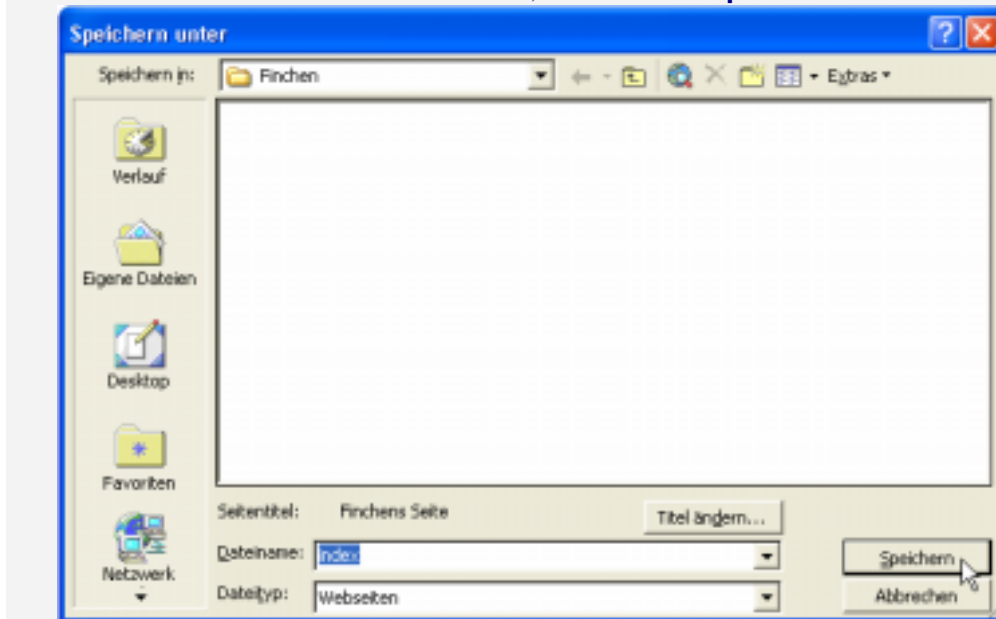 Speichern unter
Speichern in: Finchen Extras
Verlauf
Eigene Dateien
Desktop
Favoriten
Netzwerk
Seitentitel: Finchens Seite Titel ändern...
Dateiname: index Speichern
Dateityp: Webseiten Abbrechen